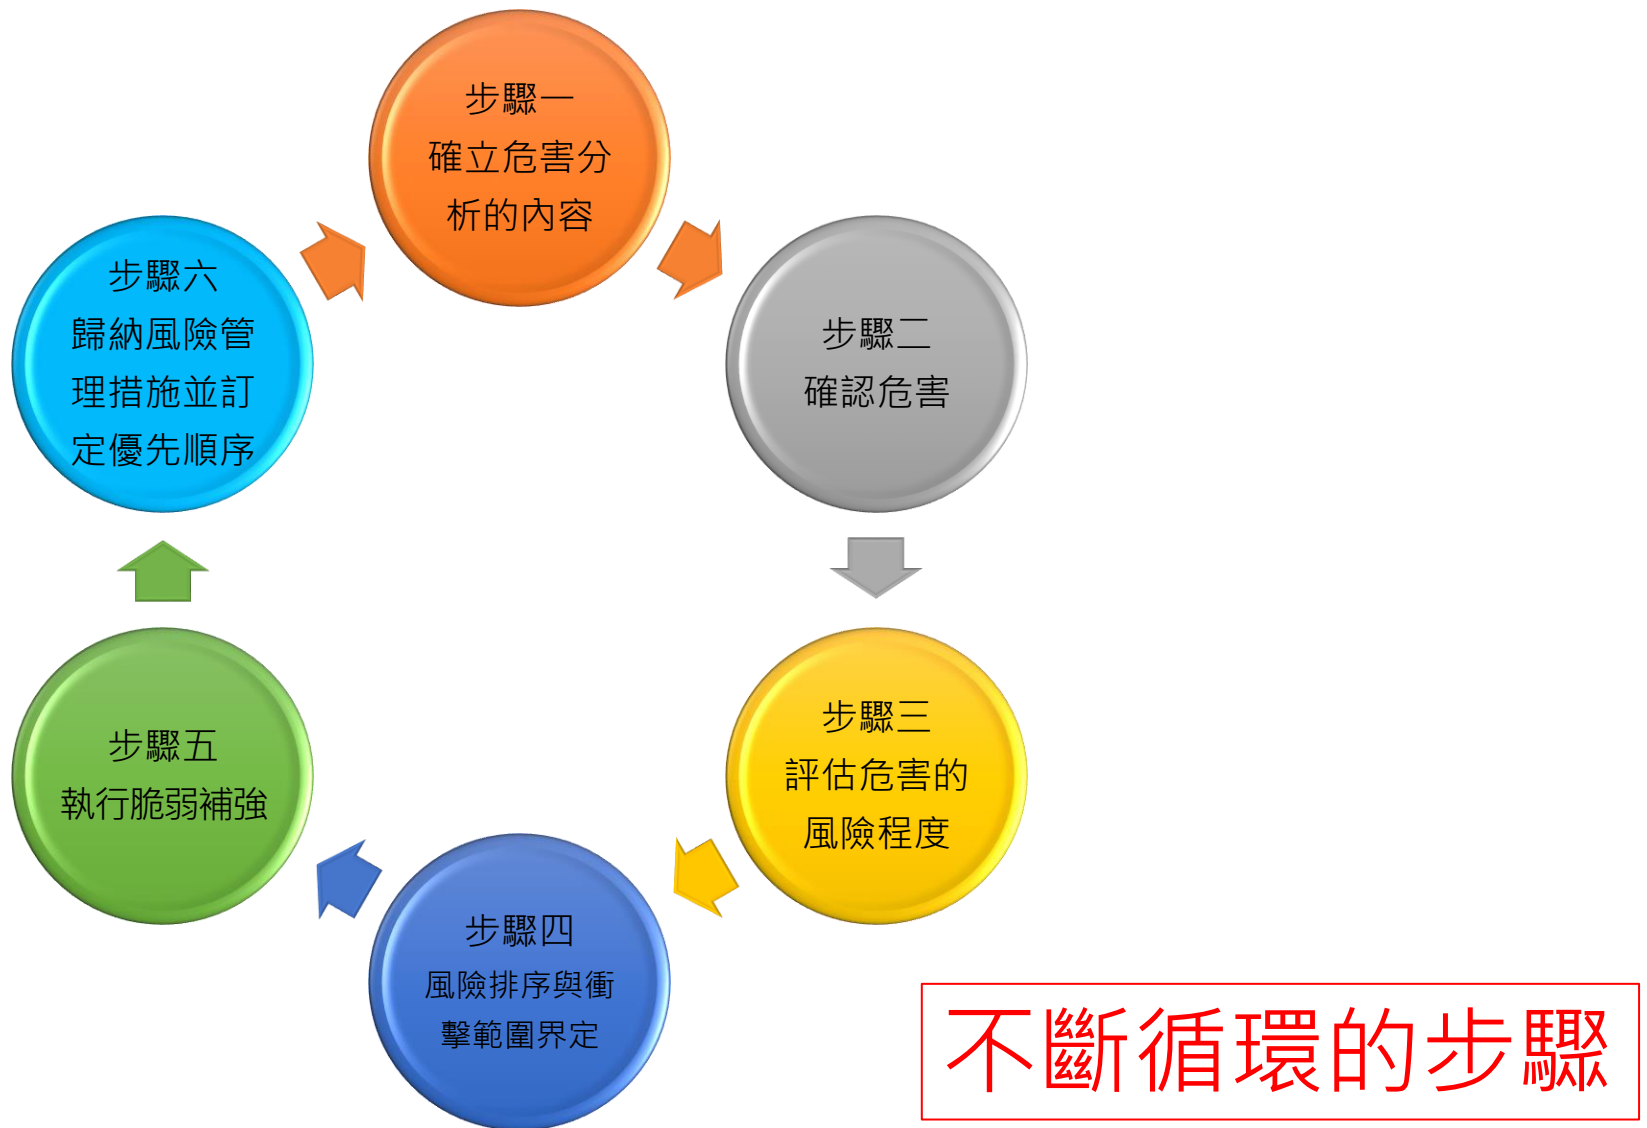 步驟一
確立危害分
析的內容
步驟二
確認危害
步驟三
評估危害的
風險程度
步驟四
風險排序與衝
擊範圍界定
步驟五
執行脆弱補強
步驟六
歸納風險管
理措施並訂
定優先順序
不斷循環的步驟